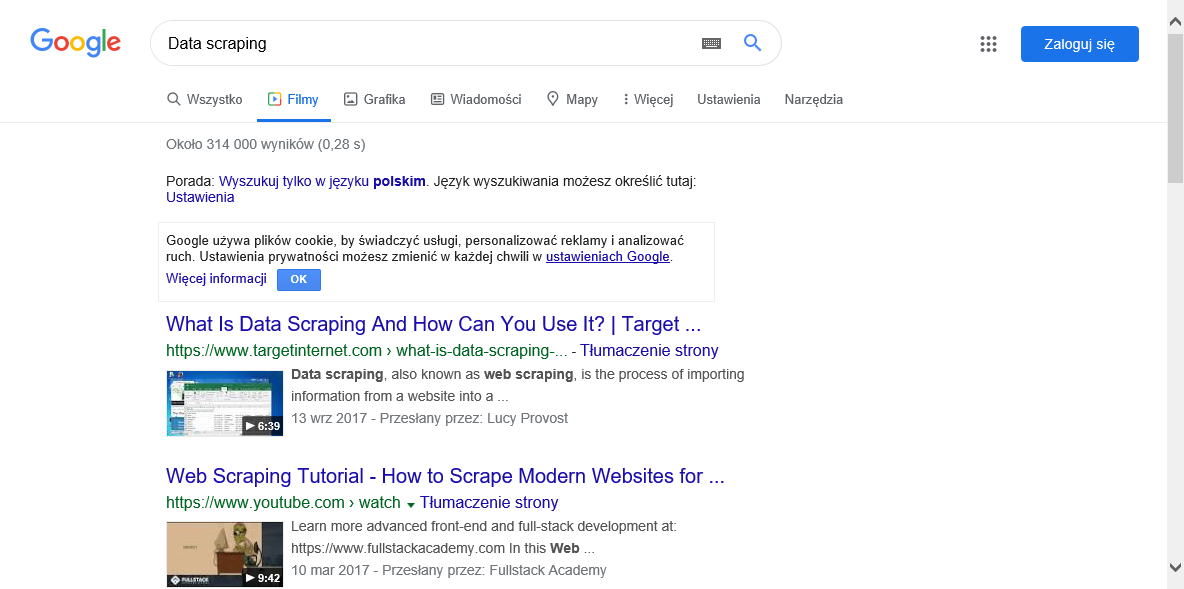 Google
Data scraping
Zaloguj się
Wszystko Filmy Grafika Wiadomości Mapy Więcej Ustawienia Narzędzia
Około 314 000 wyników (0,28 s)
Porada: Wyszukuj tylko w języku polskim. Język wyszukiwania możesz określić tutaj:
Ustawienia
Google używa plików cookie, by świadczyć usługi, personalizować reklamy i analizować
ruch. Ustawienia prywatności możesz zmienić w każdej chwili w ustawieniach Google.
Więcej informacji OK
What Is Data Scraping And How Can You Use It? | Target ...
https://www.targetinternet.com › what-is-data-scraping-... - Tłumaczenie strony
Data scraping, also known as web scraping, is the process of importing
information from a website into a ...
13 wrz 2017 - Przesłany przez: Lucy Provost
6:39
Web Scraping Tutorial - How to Scrape Modern Websites for ...
https://www.youtube.com › watch Tłumaczenie strony
Learn more advanced front-end and full-stack development at:
https://www.fullstackacademy.com In this Web ...
10 mar 2017 - Przesłany przez: Fullstack Academy
FULLSTACK
9:42